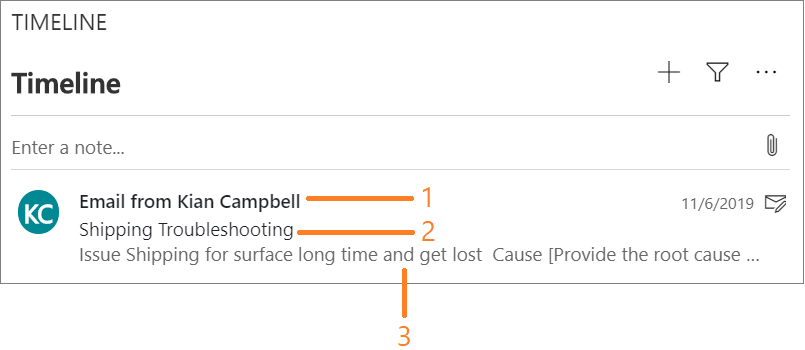 TIMELINE
Timeline
Enter a note...
KC Email from Kian Campbell 1 11/6/2019
Shipping Troubleshooting 2
Issue Shipping for surface long time and get lost Cause [Provide the root cause ...
3